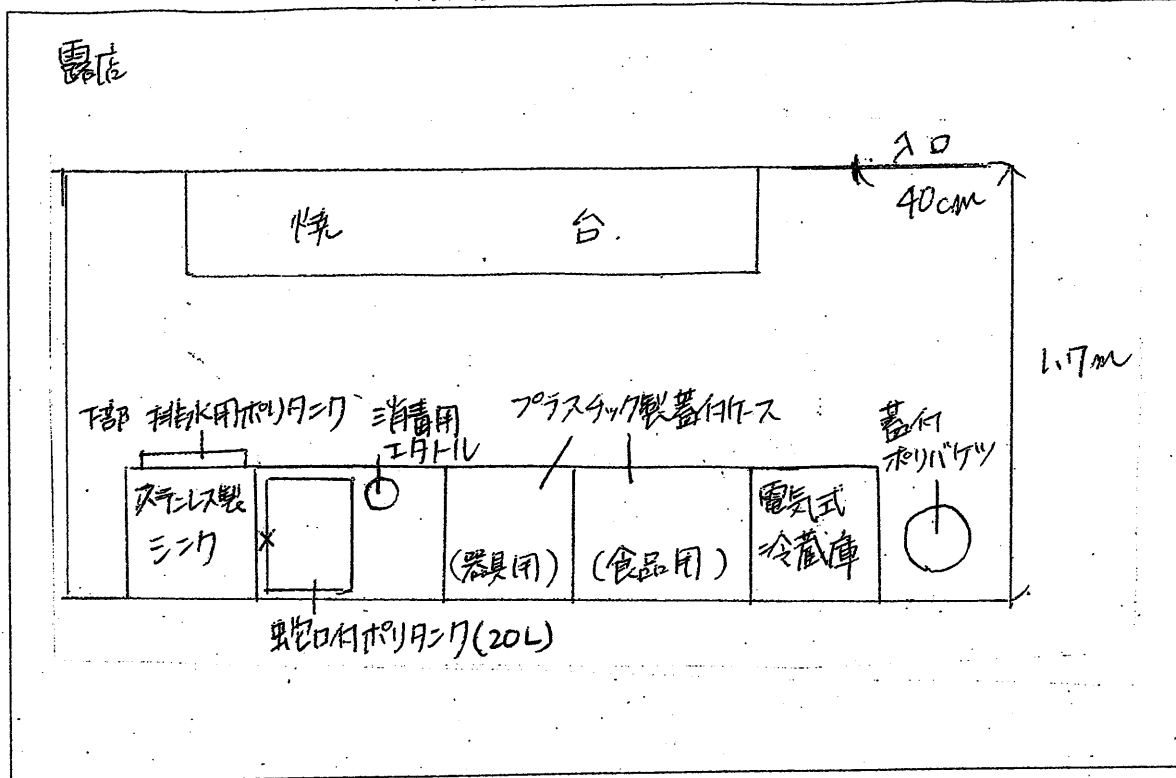 露店
入口
40cm
焼 台.
1.7m
下部 排水用ポリタンク
消毒用
エタノール
プラスチック製蓋付ケース
蓋付
ポリバケツ
ステンレス製
シンク
(器具用)
(食品用)
電気式
冷蔵庫
蛇口付ポリタンク(20L)